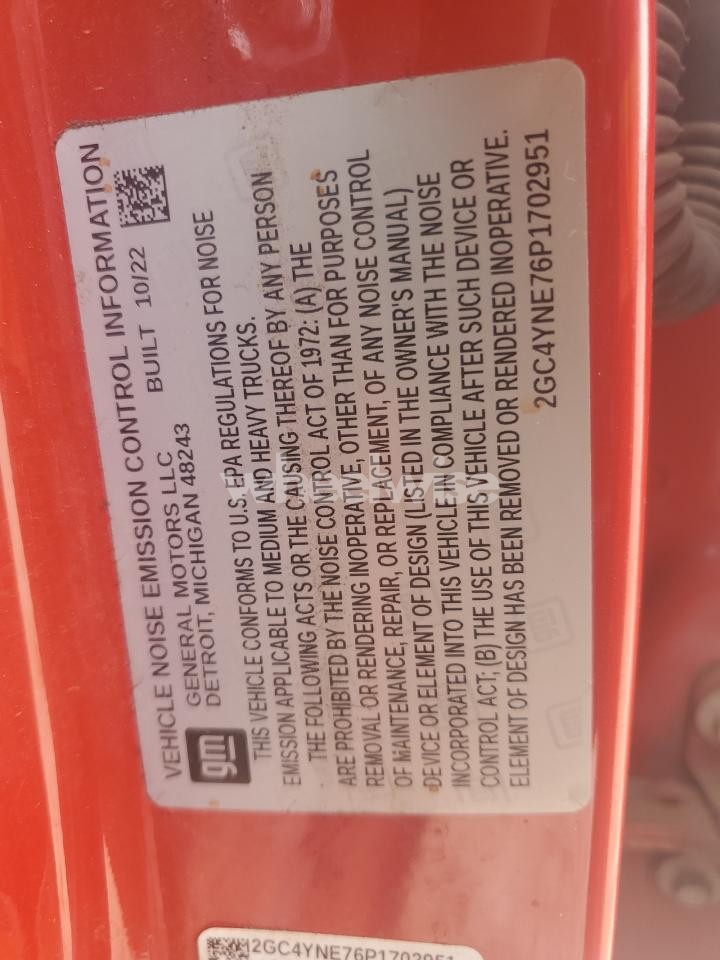 VEHICLE NOISE EMISSION CONTROL INFORMATION
gm
GENERAL MOTORS LLC
DETROIT, MICHIGAN 48243
BUILT 10/22
THIS VEHICLE CONFORMS TO U.S. EPA REGULATIONS FOR NOISE
EMISSION APPLICABLE TO MEDIUM AND HEAVY TRUCKS.
THE FOLLOWING ACTS OR THE CAUSING THEREOF BY ANY PERSON
ARE PROHIBITED BY THE NOISE CONTROL ACT OF 1972: (A) THE
REMOVAL OR RENDERING INOPERATIVE, OTHER THAN FOR PURPOSES
OF MAINTENANCE, REPAIR, OR REPLACEMENT, OF ANY NOISE CONTROL
DEVICE OR ELEMENT OF DESIGN (LISTED IN THE OWNER'S MANUAL)
INCORPORATED INTO THIS VEHICLE IN COMPLIANCE WITH THE NOISE
CONTROL ACT; (B) THE USE OF THIS VEHICLE AFTER SUCH DEVICE OR
ELEMENT OF DESIGN HAS BEEN REMOVED OR RENDERED INOPERATIVE.
2GC4YNE76P1702951
2GC4YNE76P1702951